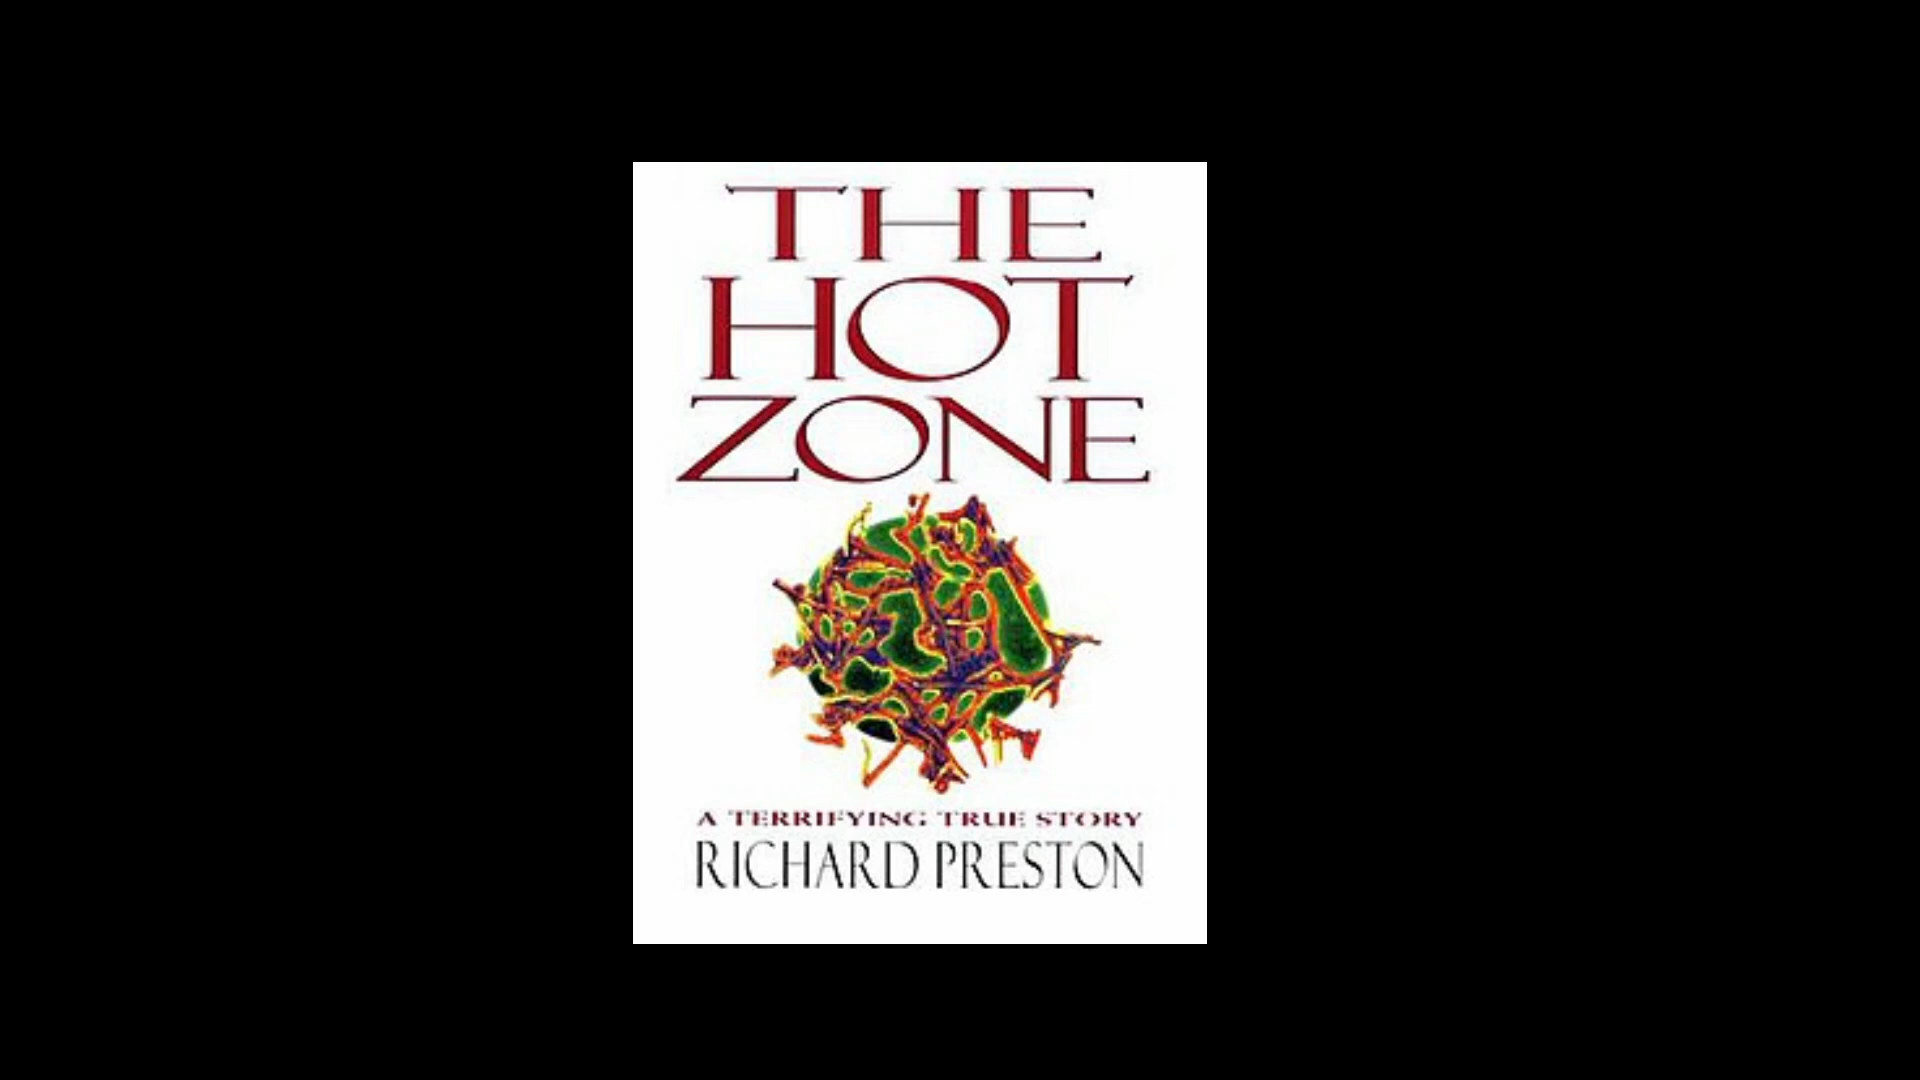 THE
HOT
ZONE
A TERRIFYING TRUE STORY
RICHARD PRESTON